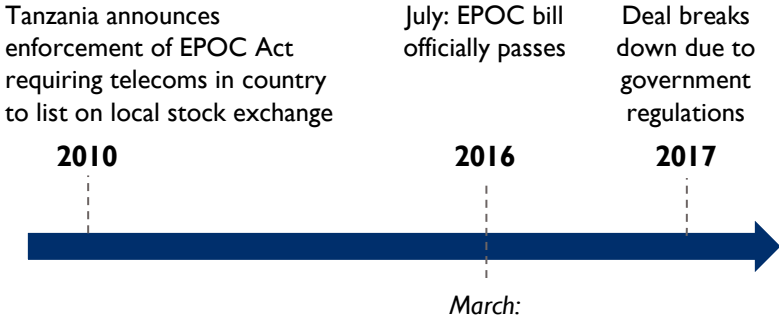 Tanzania announces
enforcement of EPOC Act
requiring telecoms in country
to list on local stock exchange
2010
July: EPOC bill
officially passes
2016
Deal breaks
down due to
government
regulations
2017
March: